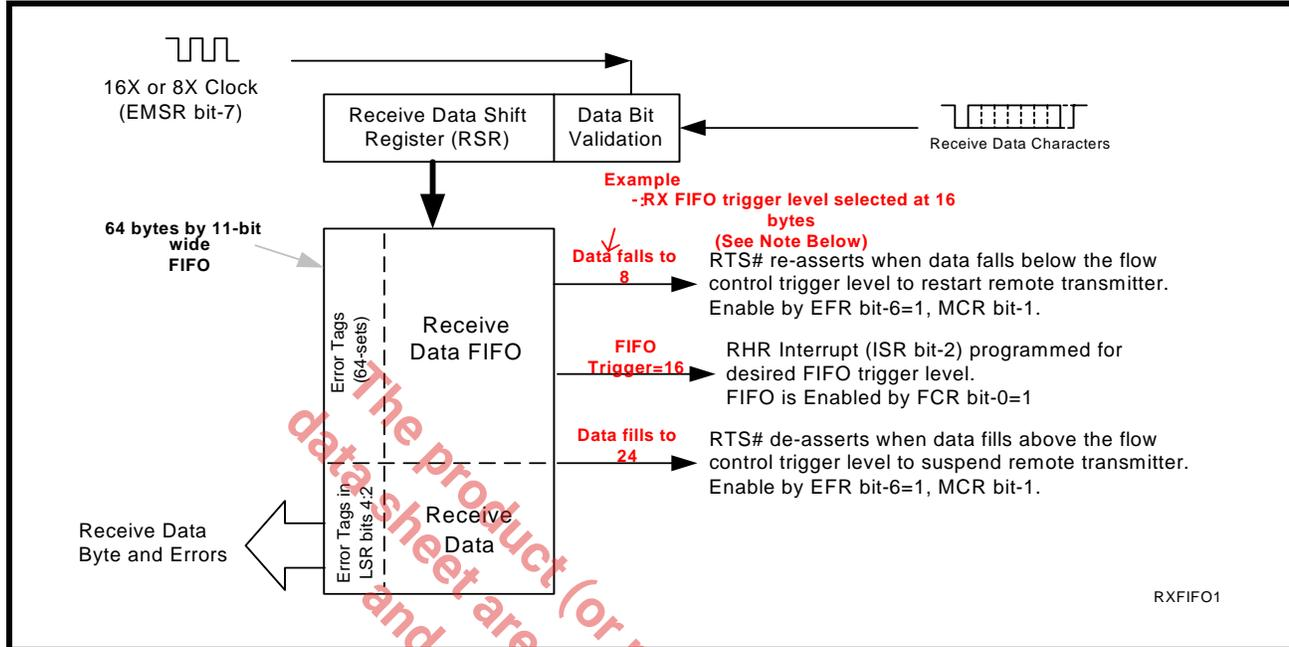 16X or 8X Clock
(EMSR bit-7)
Receive Data Shift
Register (RSR)
Data Bit
Validation
Receive Data Characters
Example
-:RX FIFO trigger level selected at 16
bytes
(See Note Below)
64 bytes by 11-bit
wide
FIFO
Data falls to
8
RTS# re-asserts when data falls below the flow
control trigger level to restart remote transmitter.
Enable by EFR bit-6=1, MCR bit-1.
Error Tags
(64-sets)
Receive
Data FIFO
FIFO
Trigger=16
RHR Interrupt (ISR bit-2) programmed for
desired FIFO trigger level.
FIFO is Enabled by FCR bit-0=1
Data fills to
24
RTS# de-asserts when data fills above the flow
control trigger level to suspend remote transmitter.
Enable by EFR bit-6=1, MCR bit-1.
Error Tags in
LSR bits 4:2
Receive
Data
Receive Data
Byte and Errors
RXFIFO1
The product (or
data sheet are
and